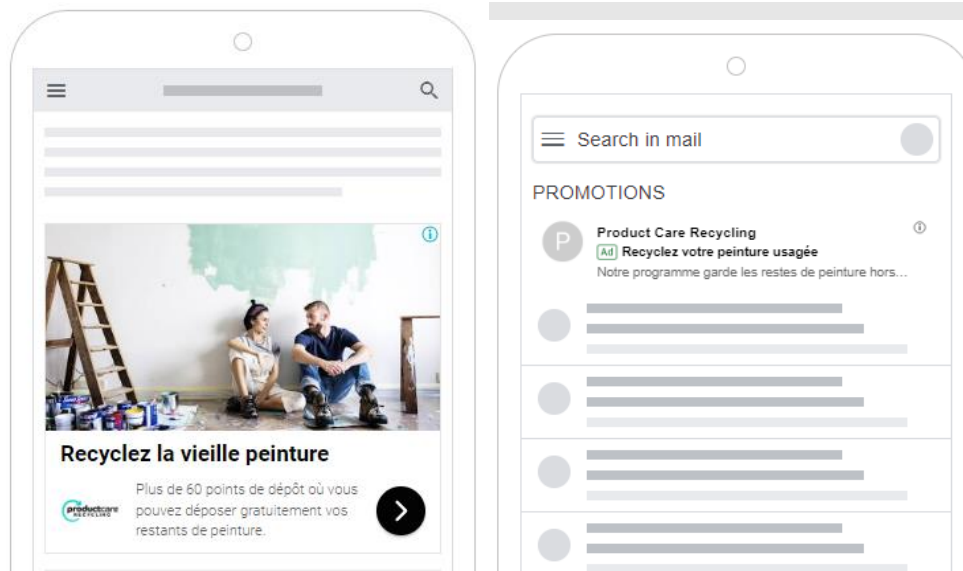 Recyclez la vieille peinture
productcare
RECYCLING
Plus de 60 points de dépôt où vous
pouvez déposer gratuitement vos
restants de peinture.
Search in mail
PROMOTIONS
P
Product Care Recycling
Ad Recyclez votre peinture usagée
Notre programme garde les restes de peinture hors...